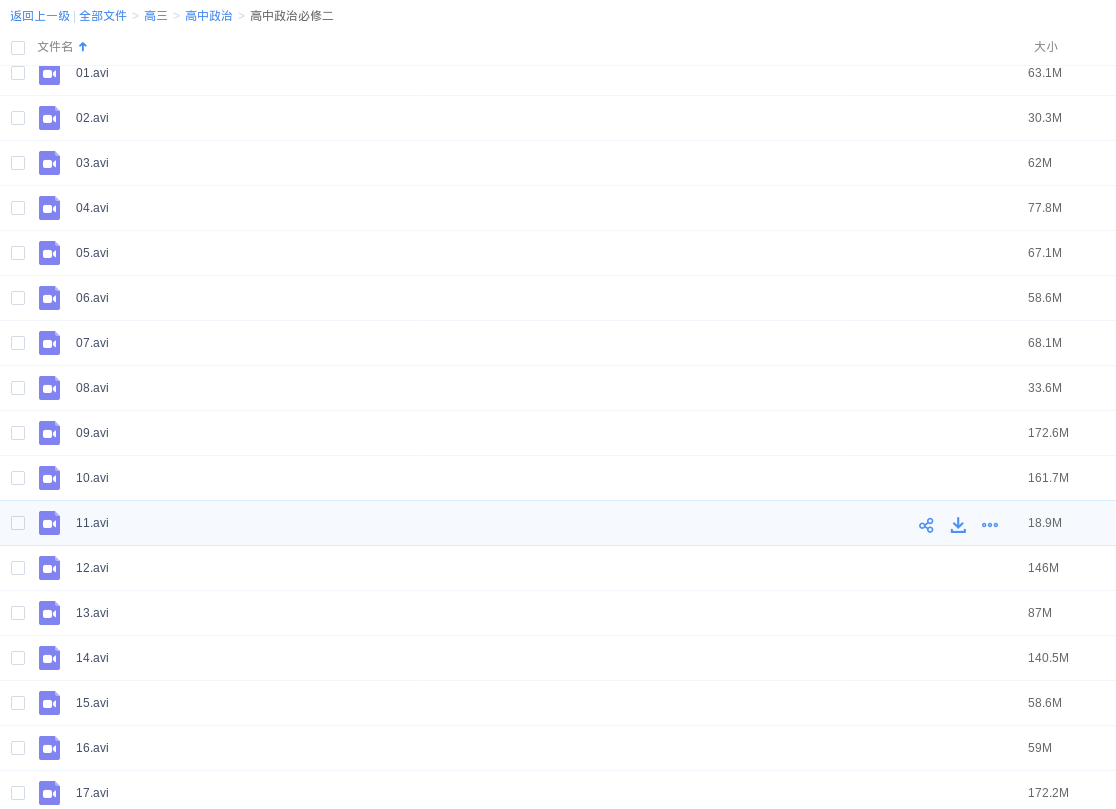 返回上一级 | 全部文件 > 高三 > 高中政治 > 高中政治必修二
文件名 大小
01.avi 63.1M
02.avi 30.3M
03.avi 62M
04.avi 77.8M
05.avi 67.1M
06.avi 58.6M
07.avi 68.1M
08.avi 33.6M
09.avi 172.6M
10.avi 161.7M
11.avi 18.9M
12.avi 146M
13.avi 87M
14.avi 140.5M
15.avi 58.6M
16.avi 59M
17.avi 172.2M